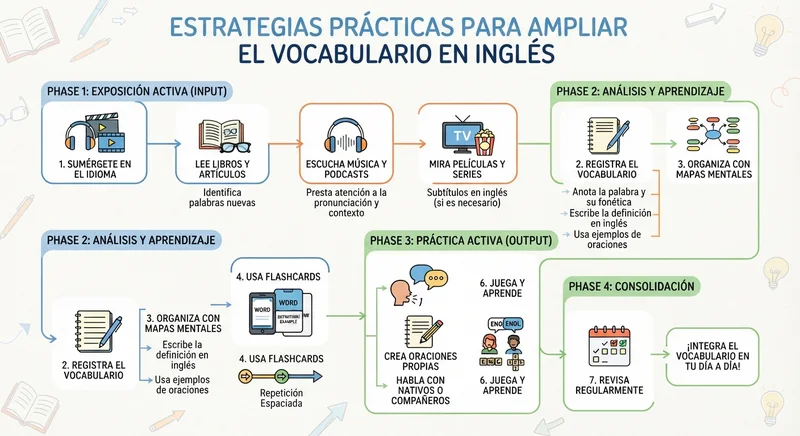 ESTRATEGIAS PRÁCTICAS PARA AMPLIAR
EL VOCABULARIO EN INGLÉS
PHASE 1: EXPOSICIÓN ACTIVA (INPUT)
1. SUMÉRGETE EN
EL IDIOMA
LEE LIBROS Y
ARTÍCULOS
Identifica
palabras nuevas
ESCUCHA MÚSICA Y
PODCASTS
Presta atención a la
pronunciación y
contexto
TV
MIRA PELÍCULAS Y
SERIES
Subtítulos en inglés
(si es necesario)
PHASE 2: ANÁLISIS Y APRENDIZAJE
2. REGISTRA EL
VOCABULARIO
Anota la palabra y
su fonética
Escribe la definición
en inglés
Usa ejemplos de
oraciones
3. ORGANIZA CON
MAPAS MENTALES
PHASE 2: ANÁLISIS Y APRENDIZAJE
2. REGISTRA EL
VOCABULARIO
3. ORGANIZA CON
MAPAS MENTALES
Escribe la
definición en
inglés
Usa ejemplos
de oraciones
4. USA FLASHCARDS
WORD
WORD
EXAMPLE
4. USA FLASHCARDS
Repetición
Espaciada
PHASE 3: PRÁCTICA ACTIVA (OUTPUT)
CREA ORACIONES
PROPIAS
HABLA CON
NATIVOS O
COMPAÑEROS
6. JUEGA Y
APRENDE
ENO ENOL
6. JUEGA Y
APRENDE
PHASE 4: CONSOLIDACIÓN
7. REVISA
REGULARMENTE
¡INTEGRA EL
VOCABULARIO EN
TU DÍA A DÍA!